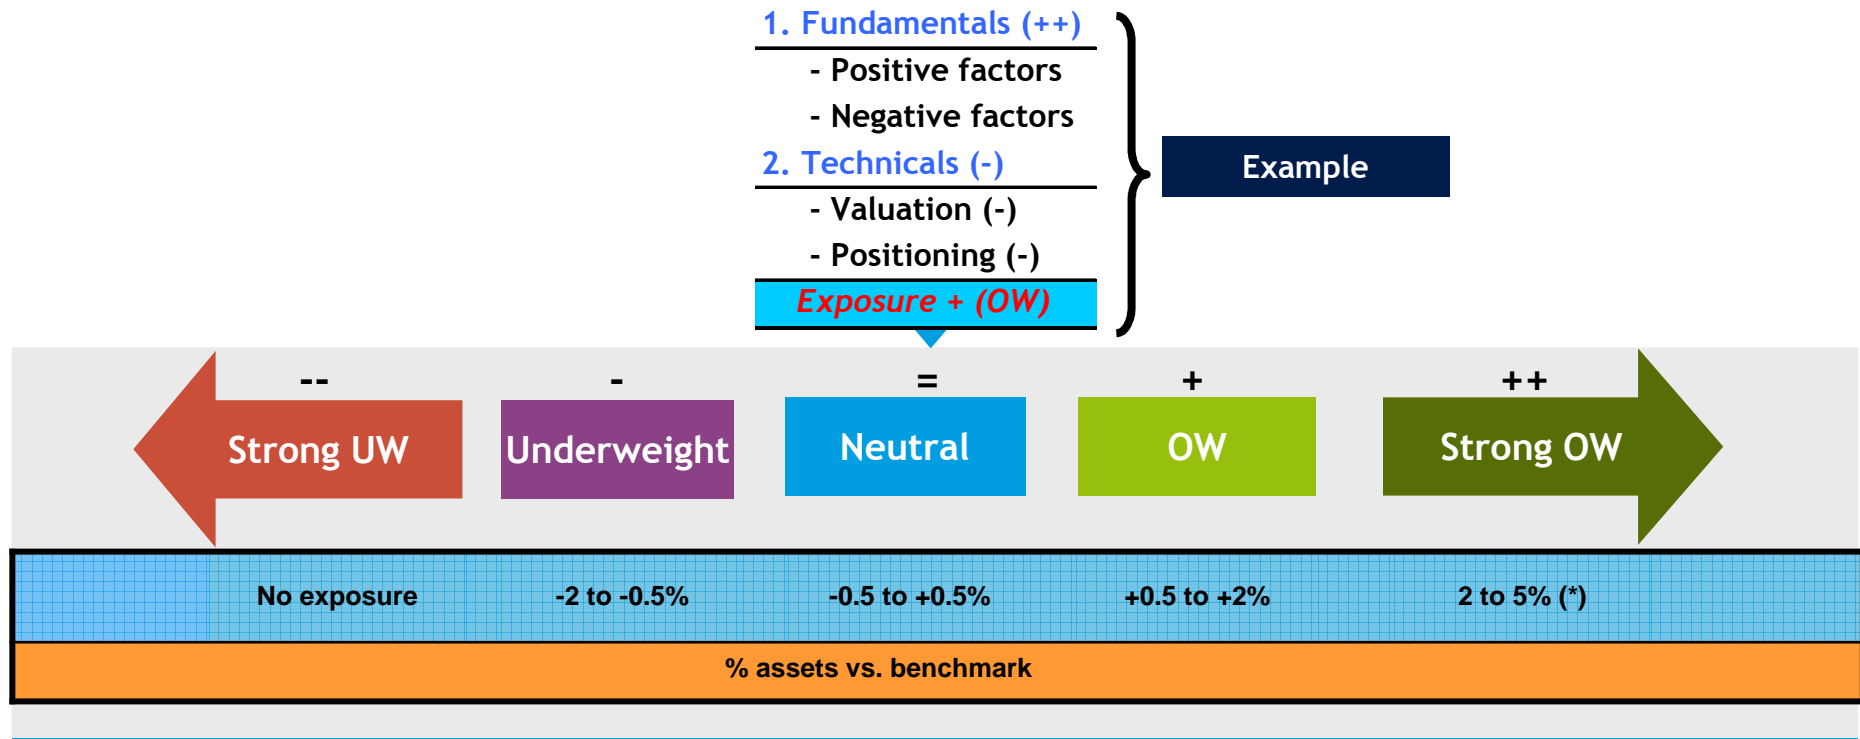 1. Fundamentals (++)
- Positive factors
- Negative factors
2. Technicals (-)
- Valuation (-)
- Positioning (-)
Exposure + (OW)
Example
-- - = + ++
Strong UW Underweight Neutral OW Strong OW
No exposure -2 to -0.5% -0.5 to +0.5% +0.5 to +2% 2 to 5% (*)
% assets vs. benchmark